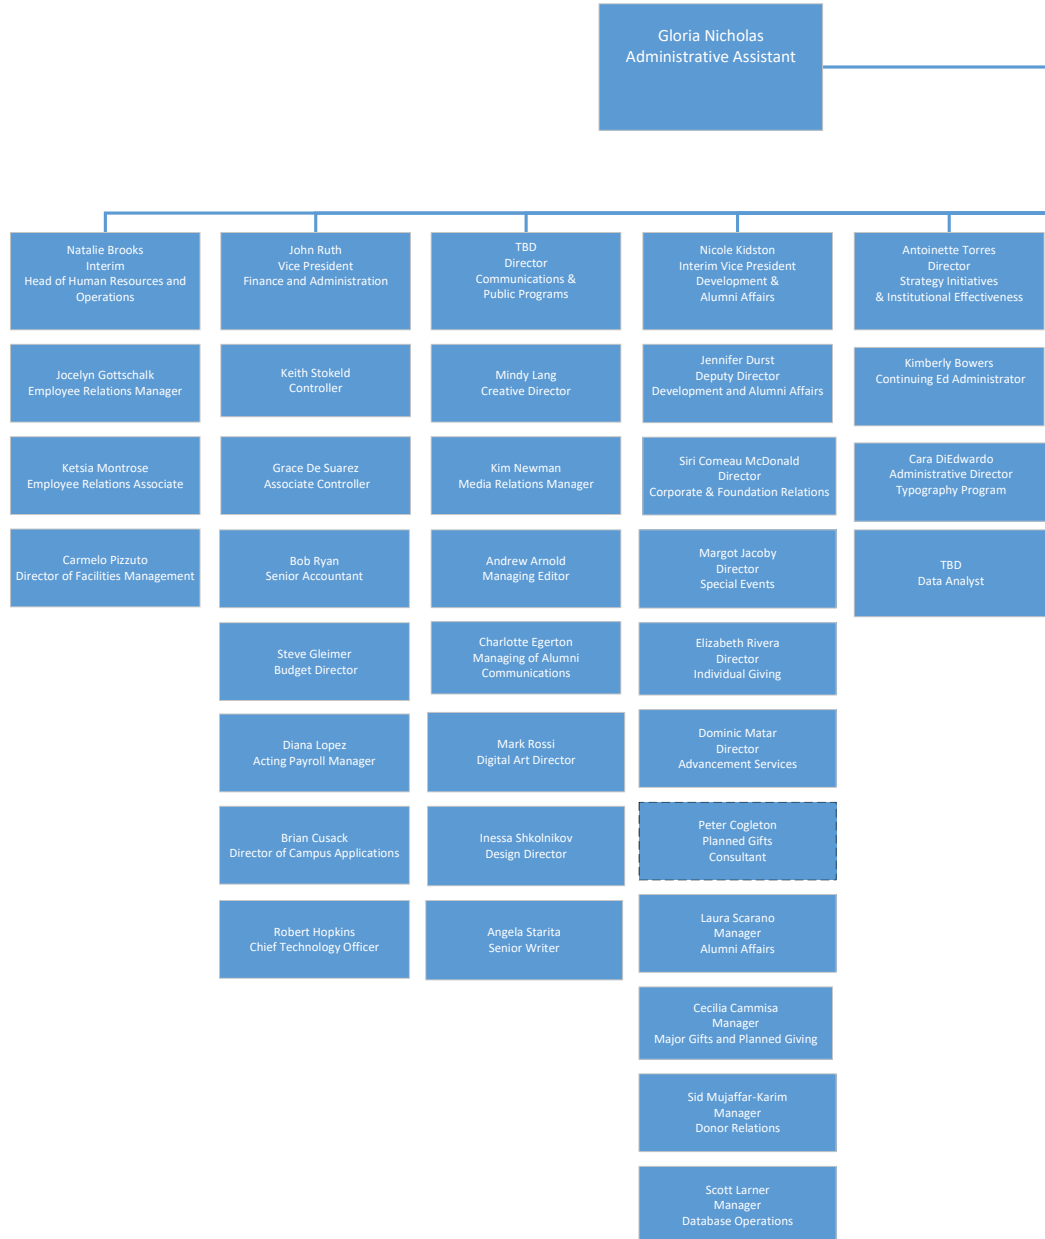 Gloria Nicholas
Administrative Assistant
Natalie Brooks
Interim
Head of Human Resources and
Operations
Jocelyn Gottschalk
Employee Relations Manager
Ketsia Montrose
Employee Relations Associate
Carmelo Pizzuto
Director of Facilities Management
John Ruth
Vice President
Finance and Administration
Keith Stokeld
Controller
Grace De Suarez
Associate Controller
Bob Ryan
Senior Accountant
Steve Gleimer
Budget Director
Diana Lopez
Acting Payroll Manager
Brian Cusack
Director of Campus Applications
Robert Hopkins
Chief Technology Officer
TBD
Director
Communications &
Public Programs
Mindy Lang
Creative Director
Kim Newman
Media Relations Manager
Andrew Arnold
Managing Editor
Charlotte Egerton
Managing of Alumni
Communications
Mark Rossi
Digital Art Director
Inessa Shkolnikov
Design Director
Angela Starita
Senior Writer
Nicole Kidston
Interim Vice President
Development &
Alumni Affairs
Jennifer Durst
Deputy Director
Development and Alumni Affairs
Siri Comeau McDonald
Director
Corporate & Foundation Relations
Margot Jacoby
Director
Special Events
Elizabeth Rivera
Director
Individual Giving
Dominic Matar
Director
Advancement Services
Peter Cogleton
Planned Gifts
Consultant
Laura Scarano
Manager
Alumni Affairs
Cecilia Cammisa
Manager
Major Gifts and Planned Giving
Sid Mujaffar-Karim
Manager
Donor Relations
Scott Larner
Manager
Database Operations
Antoinette Torres
Director
Strategy Initiatives
& Institutional Effectiveness
Kimberly Bowers
Continuing Ed Administrator
Cara DiEdwardo
Administrative Director
Typography Program
TBD
Data Analyst